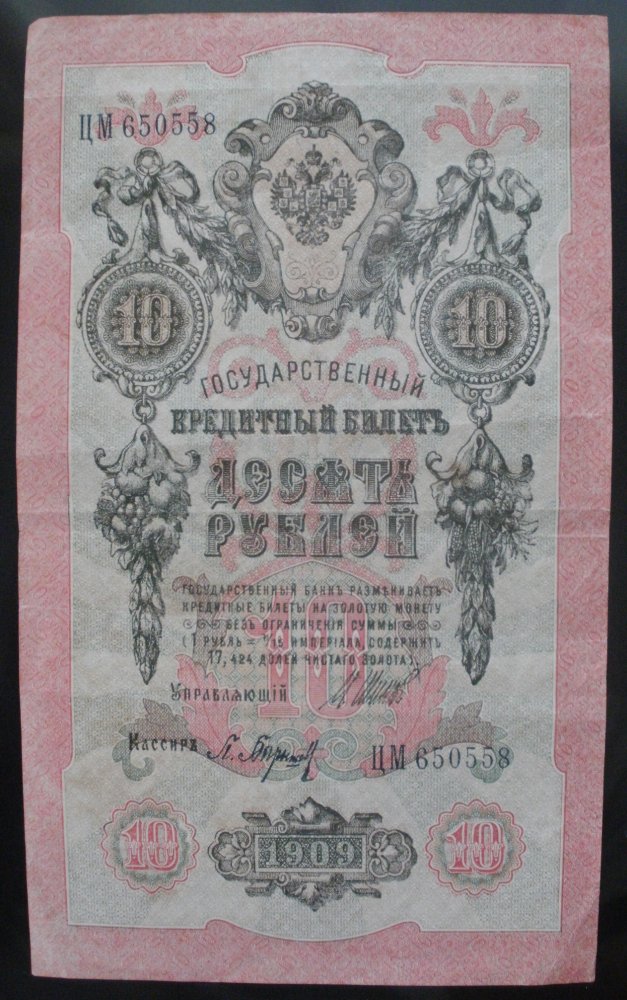 ЦМ 650558
10 10
ГОСУДАРСТВЕННЫЙ
КРЕДИТНЫЙ БИЛЕТЪ
ДЕСЯТЬ
РУБЛЕЙ
ГОСУДАРСТВЕННЫЙ БАНКЪ РАЗМѢНИВАЕТЪ
КРЕДИТНЫЕ БИЛЕТЫ НА ЗОЛОТУЮ МОНЕТУ
БЕЗЪ ОГРАНИЧЕНІЯ СУММЫ
(1 РУБЛЬ = 1/15 ИМПЕРІАЛА, СОДЕРЖИТЪ
17,424 ДОЛЕЙ ЧИСТАГО ЗОЛОТА).
10
УПРАВЛЯЮЩІЙ
КАССИРЪ
ЦМ 650558
10 1909 10